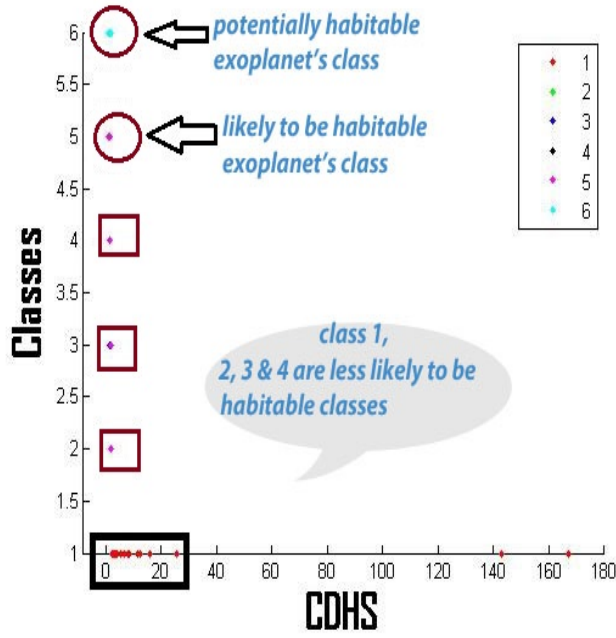 6
potentially habitable
exoplanet's class
5.5
5
likely to be habitable
exoplanet's class
4.5
4
3.5
3
2.5
2
1.5
1
Classes
1
2
3
4
5
6
class 1,
2, 3 & 4 are less likely to be
habitable classes
0 20 40 60 80 100 120 140 160 180
CDHS